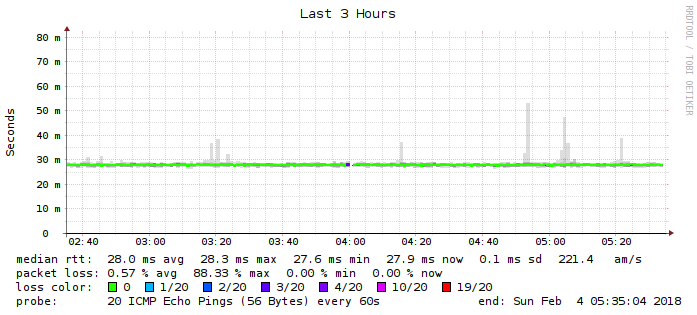 Last 3 Hours
RRDTOOL / TOBI OETIKER
Seconds
80 m
70 m
60 m
50 m
40 m
30 m
20 m
10 m
0
02:40 03:00 03:20 03:40 04:00 04:20 04:40 05:00 05:20
median rtt: 28.0 ms avg 28.3 ms max 27.6 ms min 27.9 ms now 0.1 ms sd 221.4 am/s
packet loss: 0.57 % avg 88.33 % max 0.00 % min 0.00 % now
loss color: 0 1/20 2/20 3/20 4/20 10/20 19/20
probe: 20 ICMP Echo Pings (56 Bytes) every 60s end: Sun Feb 4 05:35:04 2018